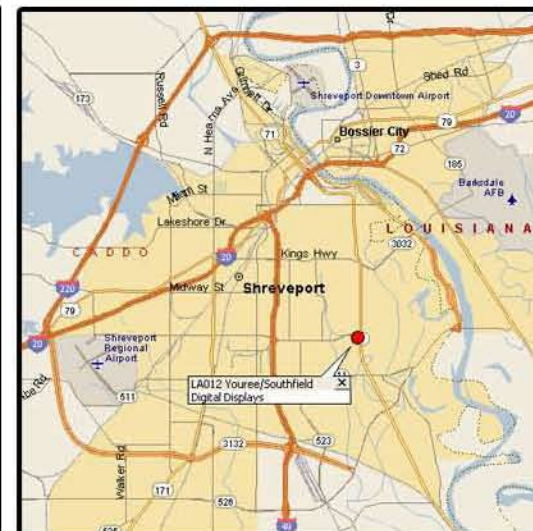 3
Shed Rd
Russell Rd
173
N Hearne Ave
Grimmett Dr
Shreveport Downtown Airport
79
20
71
Bossier City
72
185
Barksdale
AFB
Miam St
LOUISIANA
Lakeshore Dr
3032
CADDO
Kings Hwy
20
Midway St
Shreveport
220
79
20
Shreveport
Regional
Airport
LA012 Youree/Southfield
Digital Displays
511
3132
523
Walker Rd
171
526
49